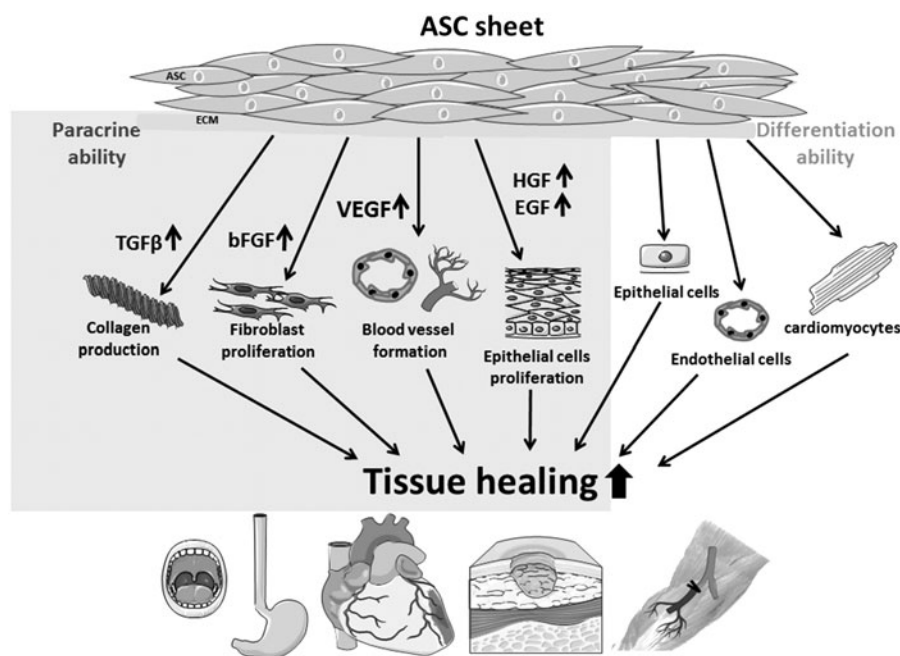 ASC sheet
ASC
ECM
Paracrine
ability
Differentiation
ability
HGF
EGF
VEGF
TGFβ
bFGF
Collagen
production
Fibroblast
proliferation
Blood vessel
formation
Epithelial cells
proliferation
Epithelial cells
Endothelial cells
cardiomyocytes
Tissue healing